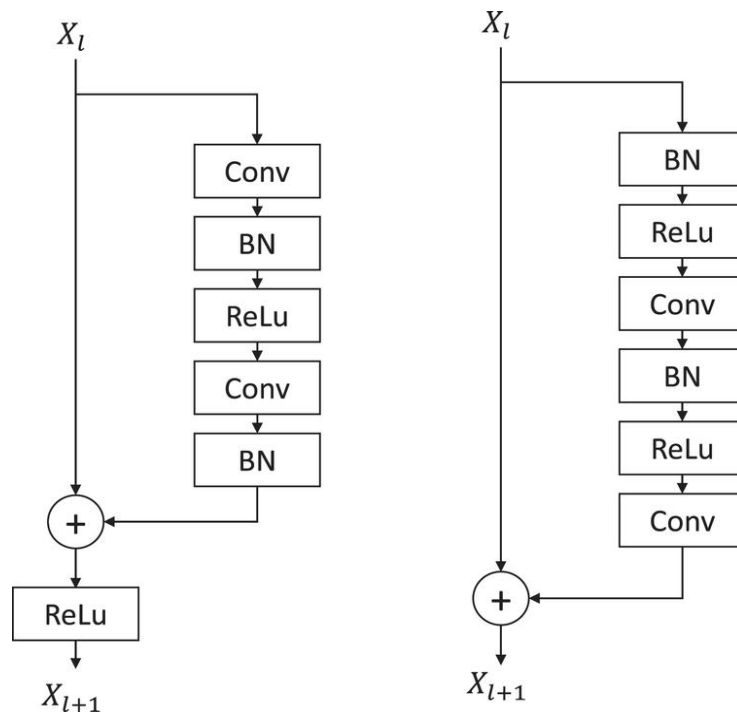 X_l
Conv
BN
ReLu
Conv
BN
+
ReLu
X_{l+1}
X_l
BN
ReLu
Conv
BN
ReLu
Conv
+
X_{l+1}